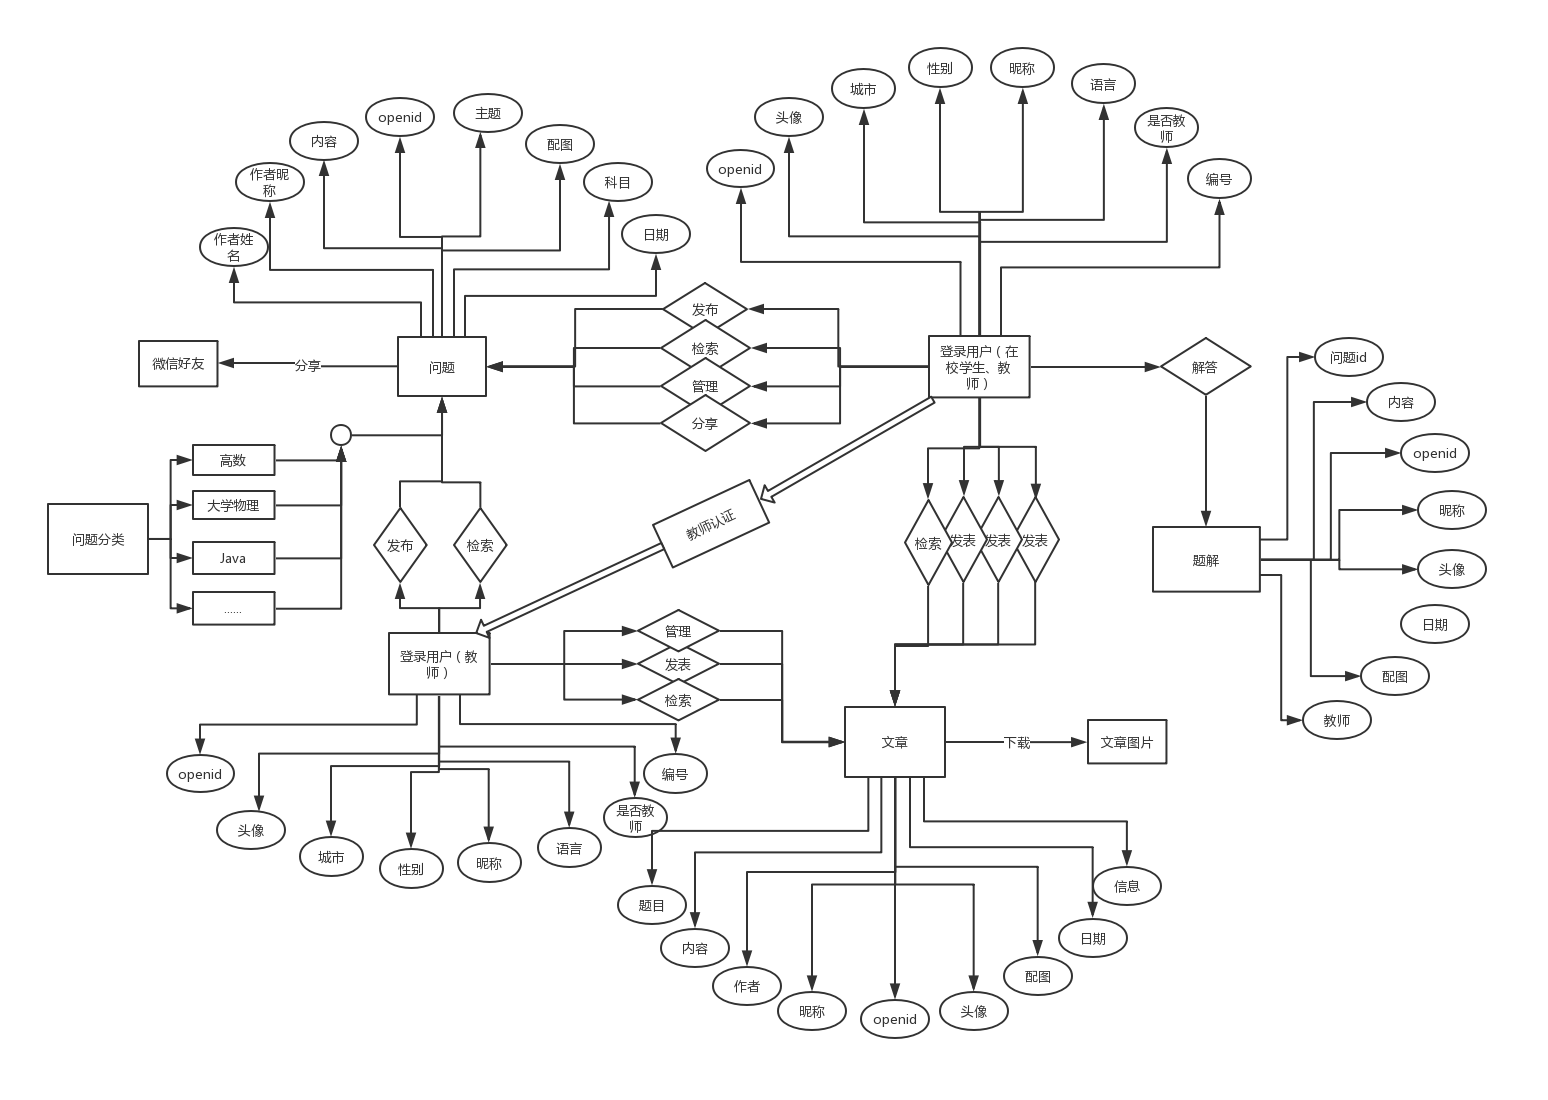 性别
昵称
城市
语言
openid
主题
头像
是否教
师
内容
配图
openid
编号
作者昵
称
科目
作者姓
名
日期
发布
检索
管理
分享
微信好友
分享
问题
登录用户（在
校学生、教
师）
解答
问题id
内容
openid
昵称
头像
日期
配图
教师
题解
高数
大学物理
Java
......
问题分类
发布
检索
教师认证
检索
发表
发表
发表
登录用户（教
师）
管理
发表
检索
文章
下载
文章图片
openid
头像
城市
性别
昵称
语言
是否教
师
编号
题目
内容
作者
昵称
openid
头像
配图
日期
信息